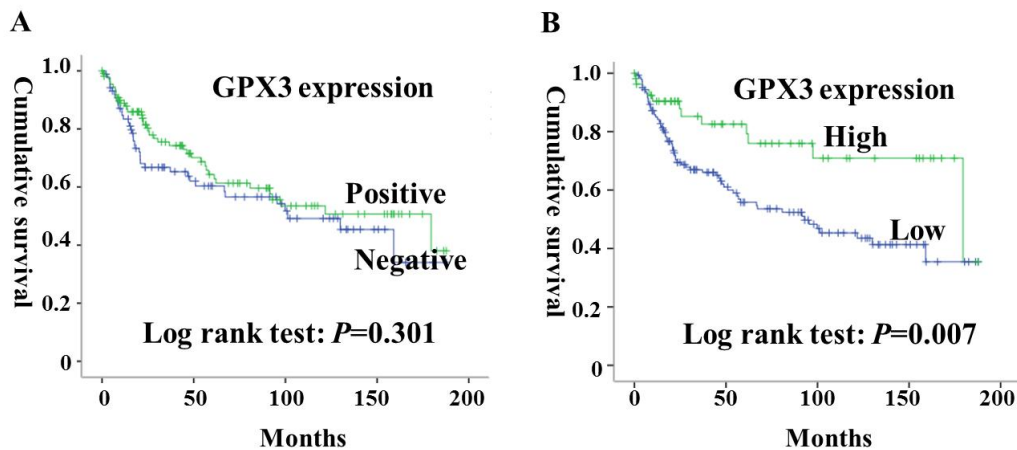 A
GPX3 expression
Cumulative survival
1.0
0.8
0.6
0.4
0.2
0
Positive
Negative
Log rank test: P=0.301
0 50 100 150 200
Months
B
GPX3 expression
Cumulative survival
1.0
0.8
0.6
0.4
0.2
0
High
Low
Log rank test: P=0.007
0 50 100 150 200
Months